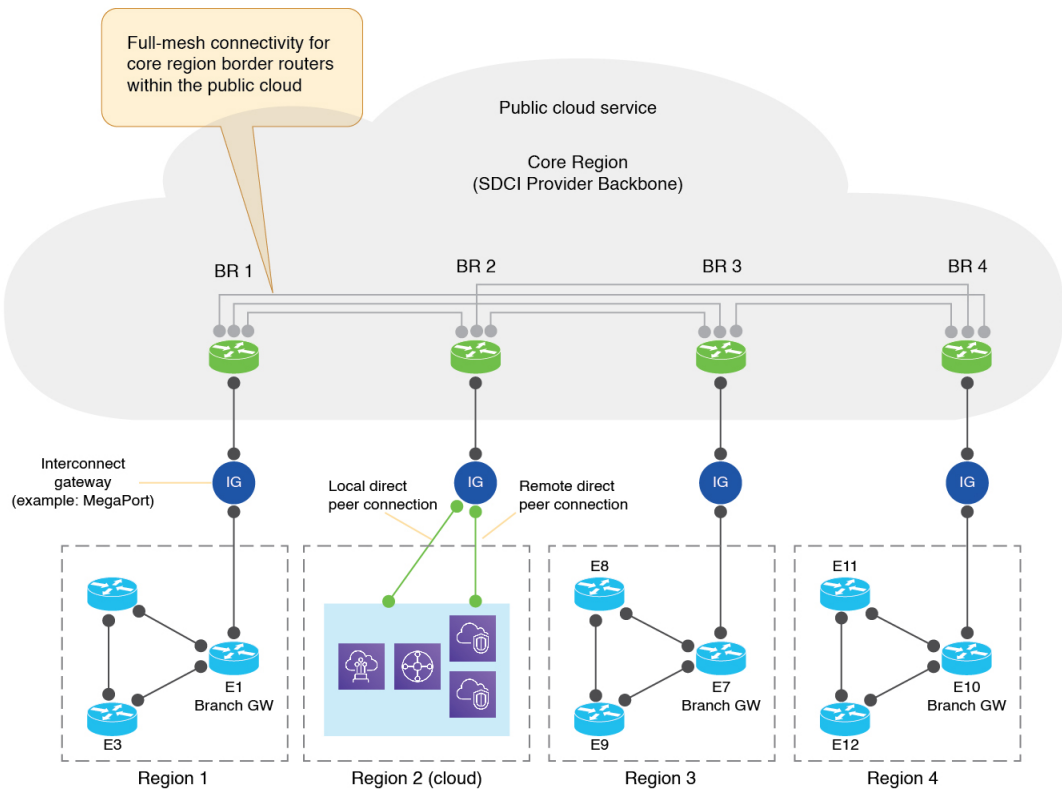 Full-mesh connectivity for
core region border routers
within the public cloud
Public cloud service
Core Region
(SDCI Provider Backbone)
BR 1
BR 2
BR 3
BR 4
Interconnect
gateway
(example: MegaPort)
IG
Local direct
peer connection
IG
Remote direct
peer connection
IG
IG
E1
Branch GW
E3
Region 1
Region 2 (cloud)
E8
E7
Branch GW
E9
Region 3
E11
E10
Branch GW
E12
Region 4